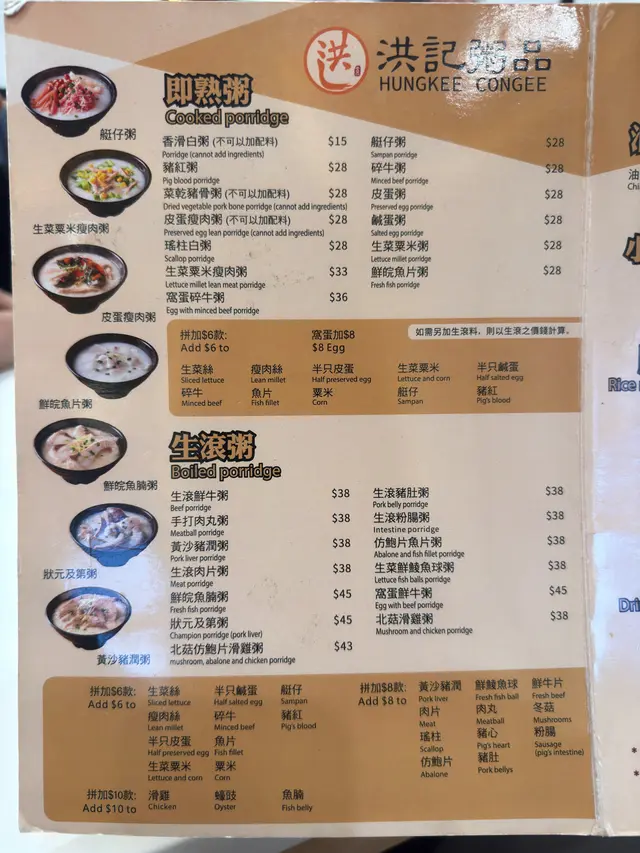 洪
洪記粥品
HUNGKEE CONGEE
即熟粥
Cooked porridge
香滑白粥 (不可以加配料) $15
Porridge (cannot add ingredients)
豬紅粥 $28
Pig blood porridge
菜乾豬骨粥 (不可以加配料) $28
Dried vegetable pork bone porridge (cannot add ingredients)
皮蛋瘦肉粥 (不可以加配料) $28
Preserved egg lean porridge (cannot add ingredients)
瑤柱白粥 $28
Scallop porridge
生菜粟米瘦肉粥 $33
Lettuce millet lean meat porridge
窩蛋碎牛粥 $36
Egg with minced beef porridge
艇仔粥 $28
Sampan porridge
碎牛粥 $28
Minced beef porridge
皮蛋粥 $28
Preserved egg porridge
鹹蛋粥 $28
Salted egg porridge
生菜粟米粥 $28
Lettuce millet porridge
鮮皖魚片粥 $28
Fresh fish porridge
艇仔粥
生菜粟米瘦肉粥
皮蛋瘦肉粥
鮮皖魚片粥
鮮皖魚腩粥
狀元及第粥
黃沙豬潤粥
拼加$6款: 窩蛋加$8
Add $6 to $8 Egg
如需另加生滾料，則以生滾之價錢計算。
生菜絲 瘦肉絲 半只皮蛋 生菜粟米 半只鹹蛋
Sliced lettuce Lean millet Half preserved egg Lettuce and corn Half salted egg
碎牛 魚片 粟米 艇仔 豬紅
Minced beef Fish fillet Corn Sampan Pig's blood
生滾粥
Boiled porridge
生滾鮮牛粥 $38
Beef porridge
手打肉丸粥 $38
Meatball porridge
黃沙豬潤粥 $38
Pork liver porridge
生滾肉片粥 $38
Meat porridge
鮮皖魚腩粥 $45
Fresh fish porridge
狀元及第粥 $45
Champion porridge (pork liver)
北菇仿鮑片滑雞粥 $43
mushroom, abalone and chicken porridge
生滾豬肚粥 $38
Pork belly porridge
生滾粉腸粥 $38
Intestine porridge
仿鮑片魚片粥 $38
Abalone and fish fillet porridge
生菜鮮鯪魚球粥 $38
Lettuce fish balls porridge
窩蛋鮮牛粥 $45
Egg with beef porridge
北菇滑雞粥 $38
Mushroom and chicken porridge
拼加$6款:
Add $6 to
生菜絲 半只鹹蛋 艇仔
Sliced lettuce Half salted egg Sampan
瘦肉絲 碎牛 豬紅
Lean millet Minced beef Pig's blood
半只皮蛋 魚片
Half preserved egg Fish fillet
生菜粟米 粟米
Lettuce and corn Corn
拼加$10款: 滑雞 蠔豉 魚腩
Add $10 to Chicken Oyster Fish belly
拼加$8款:
Add $8 to
黃沙豬潤 鮮鯪魚球 鮮牛片
Pork liver Fresh fish ball Fresh beef
肉片 肉丸 冬菇
Meat Meatball Mushrooms
瑤柱 豬心 粉腸
Scallop Pig's heart Sausage
(pig's intestine)
仿鮑片 豬肚
Abalone Pork bellys
油
Chi
小
Rice
Dri
*
*